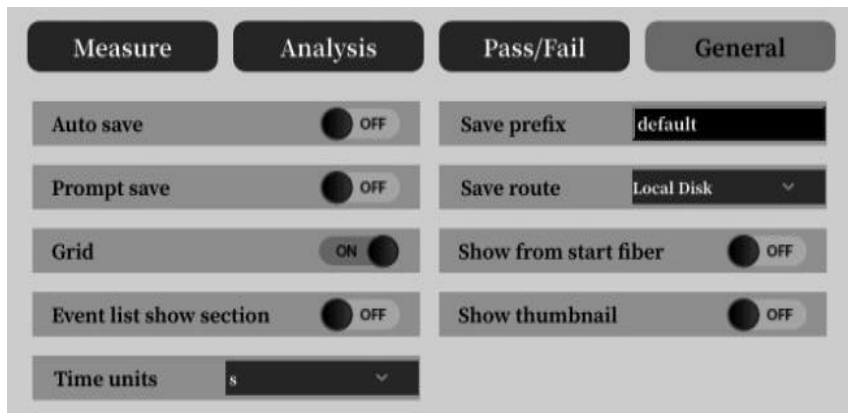 Measure Analysis Pass/Fail General
Auto save OFF Save prefix default
Prompt save OFF Save route Local Disk
Grid ON Show from start fiber OFF
Event list show section OFF Show thumbnail OFF
Time units s